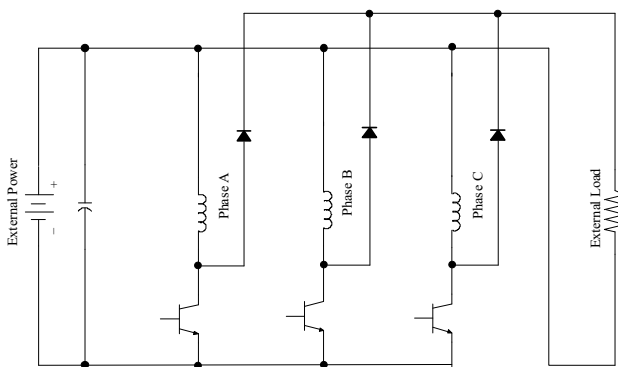 External Power
+
−
Phase A
Phase B
Phase C
External Load